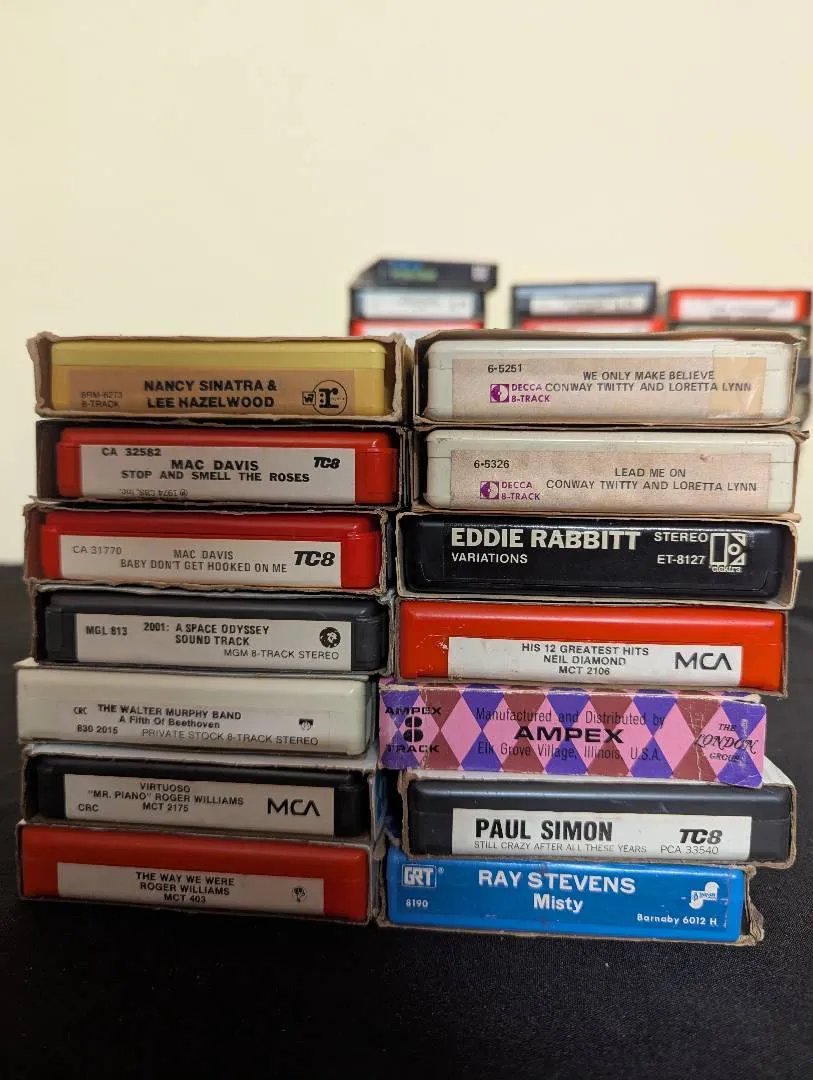 NANCY SINATRA &
LEE HAZELWOOD
8RM-6273
8-TRACK
CA 32582
TC8
MAC DAVIS
STOP AND SMELL THE ROSES
℗ 1974 CBS, Inc.
CA 31770
MAC DAVIS
TC8
BABY DON'T GET HOOKED ON ME
MGL 813
2001: A SPACE ODYSSEY
SOUND TRACK
MGM 8-TRACK STEREO
CRC
THE WALTER MURPHY BAND
A Fifth Of Beethoven
830 2015
PRIVATE STOCK 8-TRACK STEREO
VIRTUOSO
"MR. PIANO" ROGER WILLIAMS
CRC
MCT 2175
MCA
THE WAY WE WERE
ROGER WILLIAMS
MCT 403
6-5251
WE ONLY MAKE BELIEVE
DECCA
CONWAY TWITTY AND LORETTA LYNN
8-TRACK
6-5326
LEAD ME ON
DECCA
CONWAY TWITTY AND LORETTA LYNN
8-TRACK
EDDIE RABBITT
STEREO
VARIATIONS
ET-8127
elektra
HIS 12 GREATEST HITS
NEIL DIAMOND
MCT 2106
MCA
AMPEX
8
TRACK
Manufactured and Distributed by
AMPEX
Elk Grove Village, Illinois, U.S.A.
THE
LONDON
GROUP
PAUL SIMON
TC8
STILL CRAZY AFTER ALL THESE YEARS
PCA 33540
GRT
RAY STEVENS
8190
Misty
Barnaby 6012 H